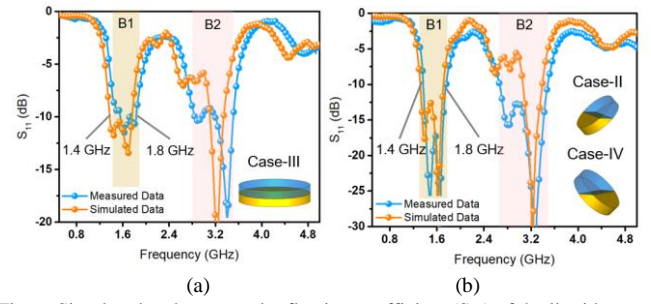 (a) B1 B2
S11 (dB)
-5
-10
-15
-20
1.4 GHz 1.8 GHz
Case-III
Measured Data
Simulated Data
0.8 1.6 2.4 3.2 4.0 4.8
Frequency (GHz)
(a)
(b) B1 B2
S11 (dB)
0
-5
-10
-15
-20
-25
-30
1.4 GHz 1.8 GHz
Case-II
Case-IV
Measured Data
Simulated Data
0.8 1.6 2.4 3.2 4.0 4.8
Frequency (GHz)
(b)